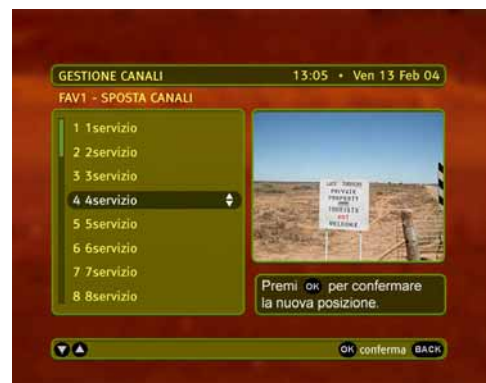 GESTIONE CANALI
13:05 • Ven 13 Feb 04
FAV1 - SPOSTA CANALI
1 1servizio
2 2servizio
3 3servizio
4 4servizio
5 5servizio
6 6servizio
7 7servizio
8 8servizio
PRIVATE
PROPERTY
TOURISTS
NOT
WELCOME
Premi OK per confermare
la nuova posizione.
OK conferma BACK